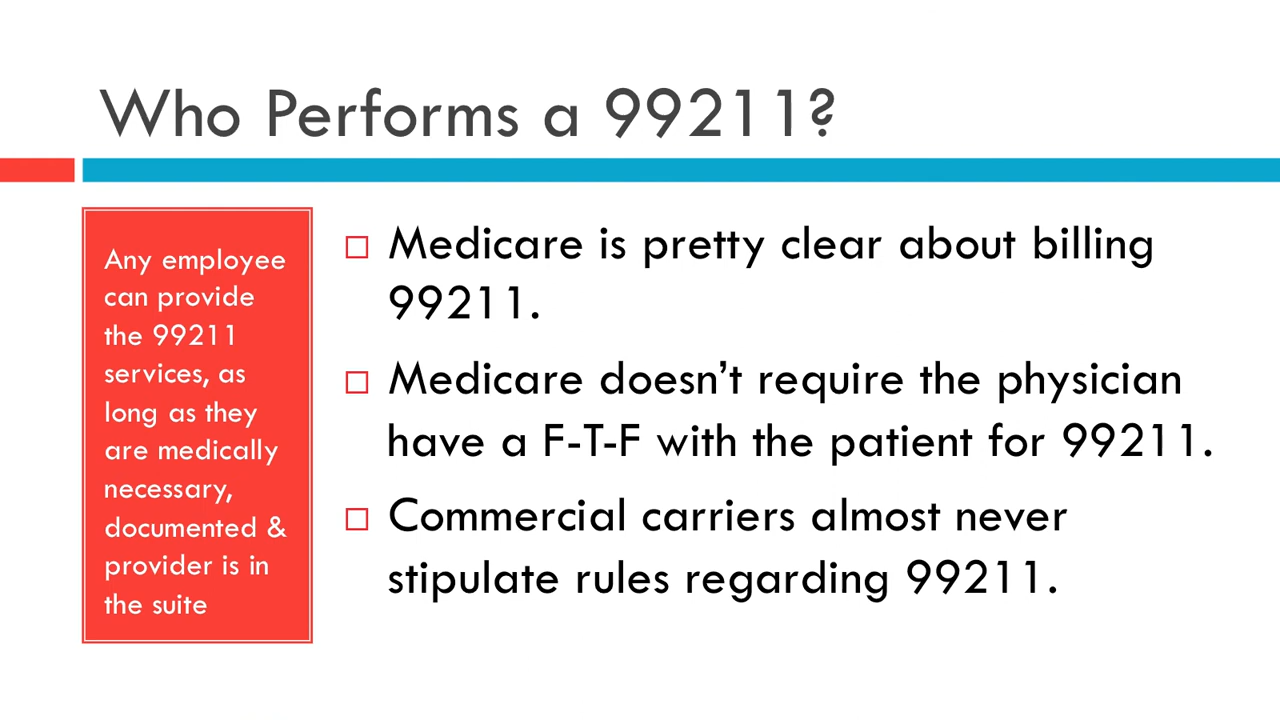 Who Performs a 99211?
Any employee
can provide
the 99211
services, as
long as they
are medically
necessary,
documented &
provider is in
the suite
Medicare is pretty clear about billing
99211.
Medicare doesn’t require the physician
have a F-T-F with the patient for 99211.
Commercial carriers almost never
stipulate rules regarding 99211.